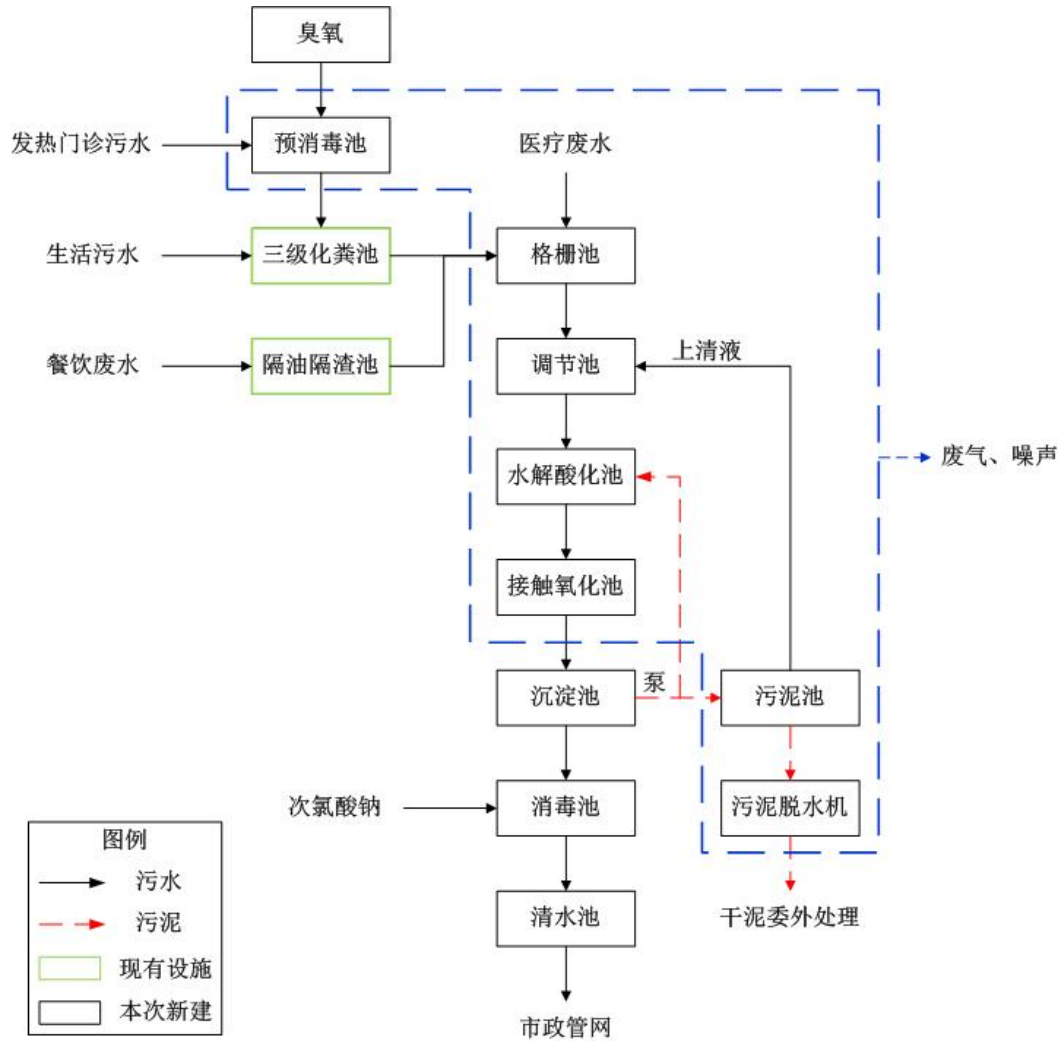 臭氧
发热门诊污水
预消毒池
医疗废水
生活污水
三级化粪池
格栅池
餐饮废水
隔油隔渣池
调节池
上清液
水解酸化池
废气、噪声
接触氧化池
沉淀池
泵
污泥池
次氯酸钠
消毒池
污泥脱水机
清水池
干泥委外处理
市政管网
图例
污水
污泥
现有设施
本次新建